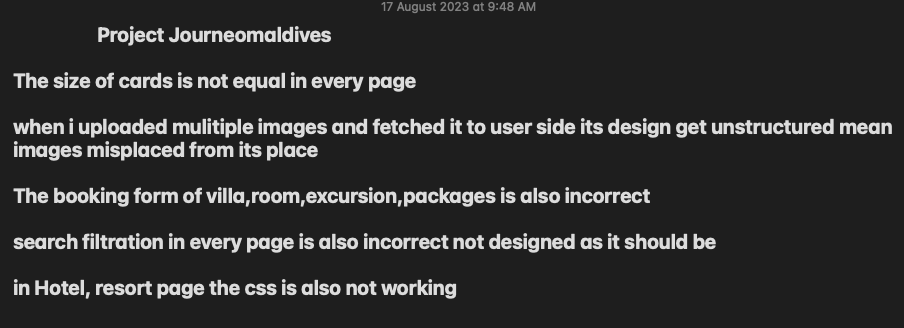 17 August 2023 at 9:48 AM
Project Journeomaldives
The size of cards is not equal in every page
when i uploaded mulitiple images and fetched it to user side its design get unstructured mean
images misplaced from its place
The booking form of villa,room,excursion,packages is also incorrect
search filtration in every page is also incorrect not designed as it should be
in Hotel, resort page the css is also not working